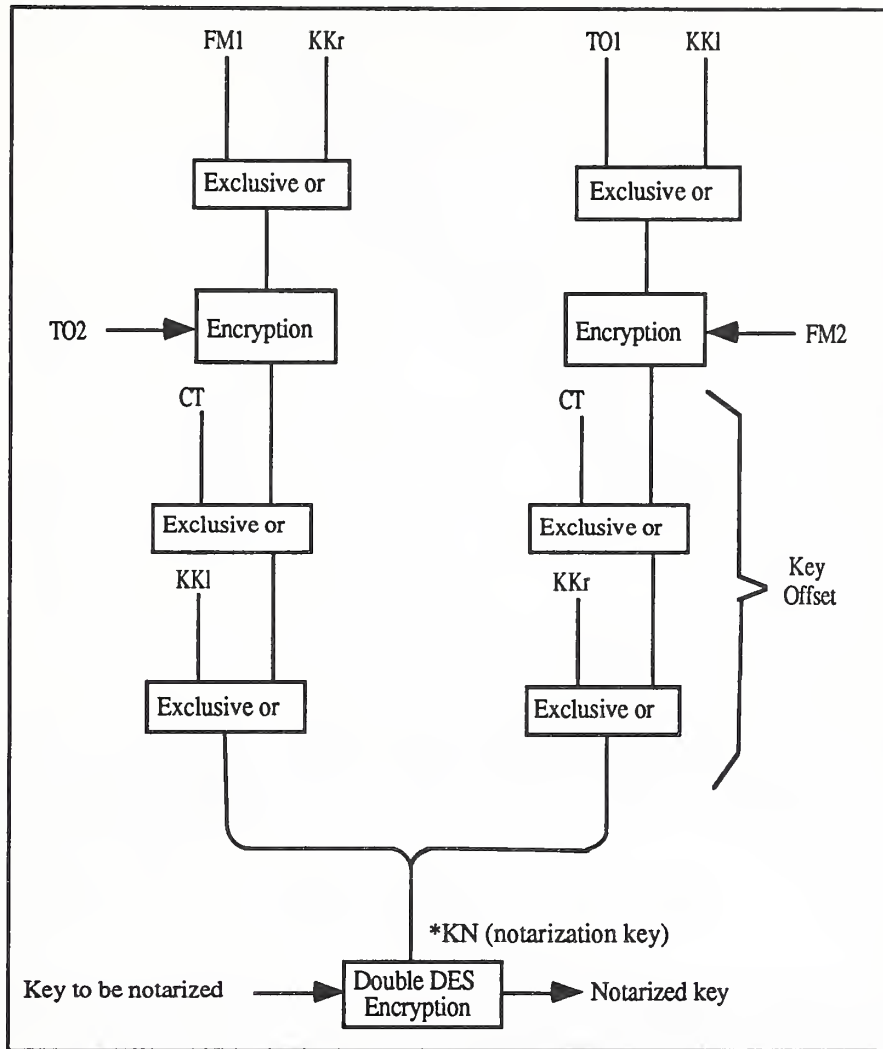 FM1 KKr TO1 KKl
Exclusive or Exclusive or
TO2 Encryption Encryption FM2
CT CT
Exclusive or Exclusive or
KKl KKr
Key
Offset
Exclusive or Exclusive or
*KN (notarization key)
Key to be notarized Double DES Notarized key
Encryption